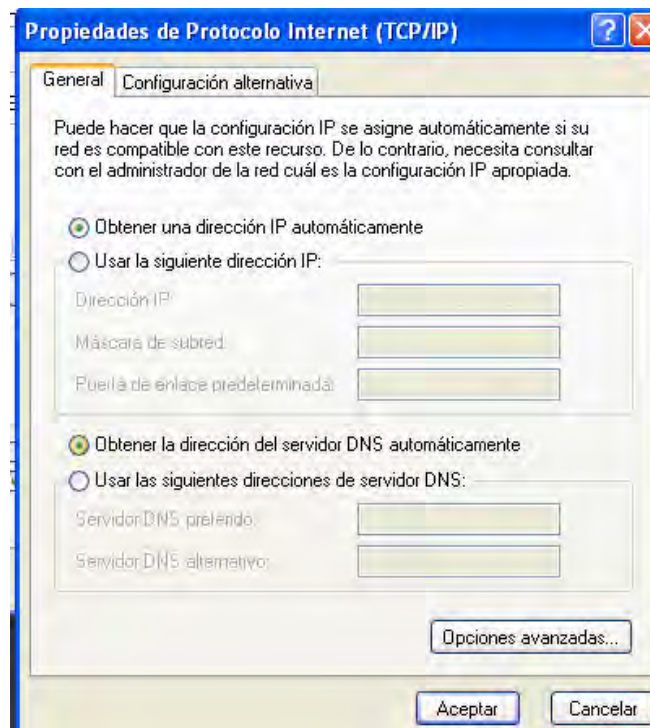 Propiedades de Protocolo Internet (TCP/IP)
General
Configuración alternativa
Puede hacer que la configuración IP se asigne automáticamente si su
red es compatible con este recurso. De lo contrario, necesita consultar
con el administrador de la red cuál es la configuración IP apropiada.
Obtener una dirección IP automáticamente
Usar la siguiente dirección IP:
Dirección IP:
Máscara de subred:
Puerta de enlace predeterminada:
Obtener la dirección del servidor DNS automáticamente
Usar las siguientes direcciones de servidor DNS:
Servidor DNS preferido:
Servidor DNS alternativo:
Opciones avanzadas...
Aceptar
Cancelar